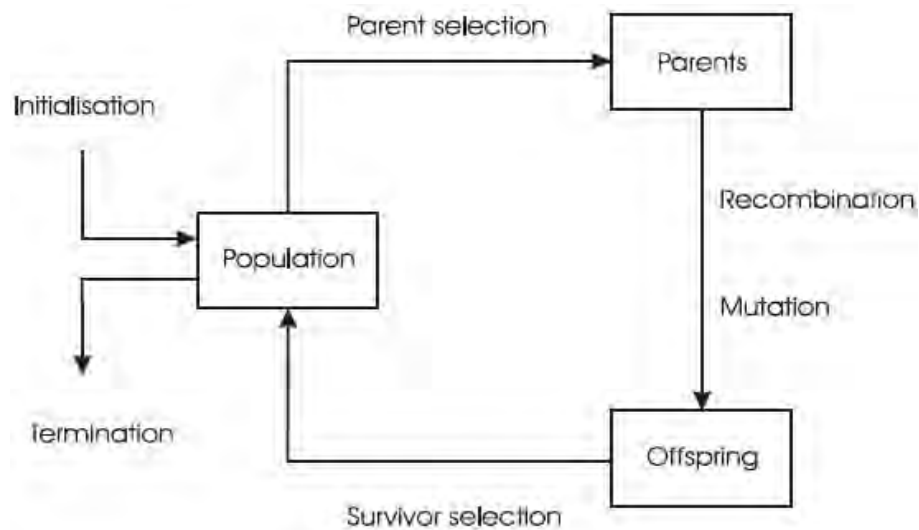 Parent selection
Parents
Initialisation
Recombination
Population
Mutation
Termination
Offspring
Survivor selection